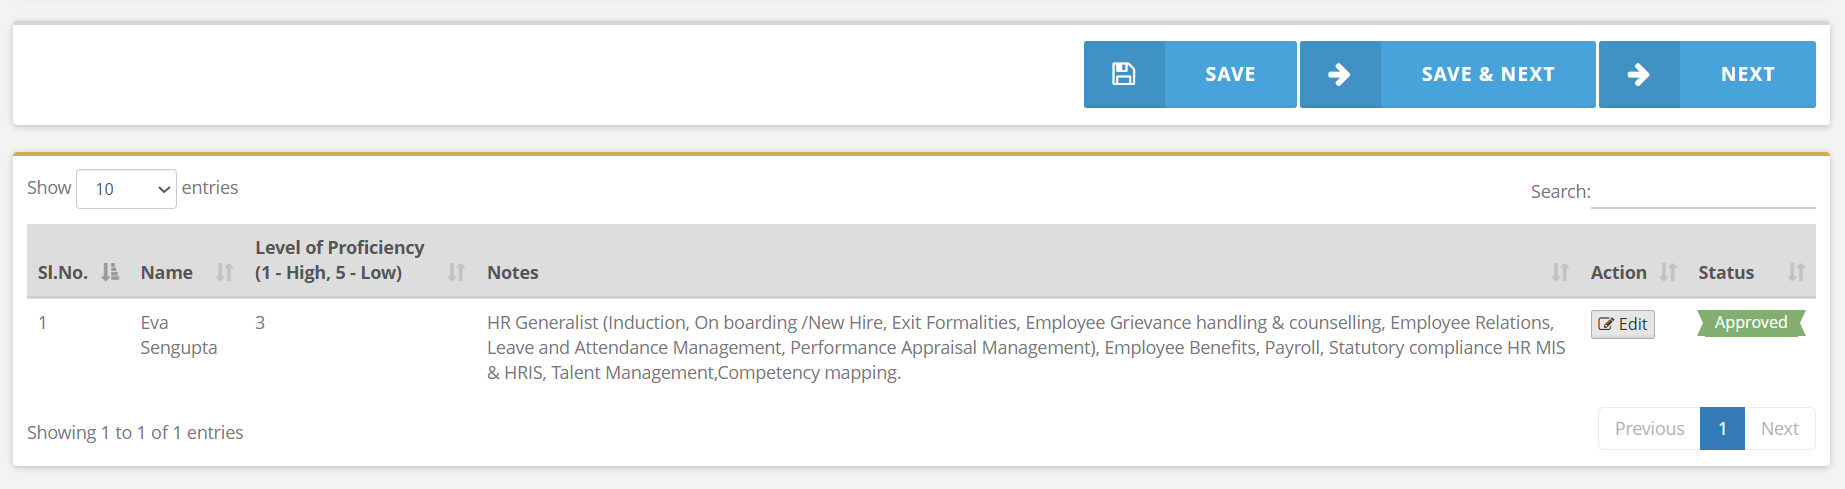 SAVE
SAVE & NEXT
NEXT
Show 10 entries
Search:
Sl.No.
Name
Level of Proficiency
(1 - High, 5 - Low)
Notes
Action
Status
1
Eva
Sengupta
3
HR Generalist (Induction, On boarding /New Hire, Exit Formalities, Employee Grievance handling & counselling, Employee Relations,
Leave and Attendance Management, Performance Appraisal Management), Employee Benefits, Payroll, Statutory compliance HR MIS
& HRIS, Talent Management,Competency mapping.
Edit
Approved
Showing 1 to 1 of 1 entries
Previous 1 Next